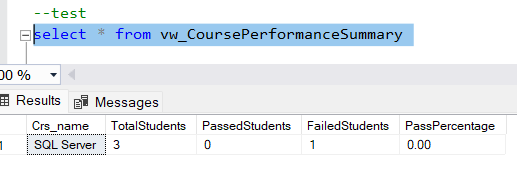 --test
select * from vw_CoursePerformanceSummary
00 %
Results Messages
Crs_name TotalStudents PassedStudents FailedStudents PassPercentage
1 SQL Server 3 0 1 0.00